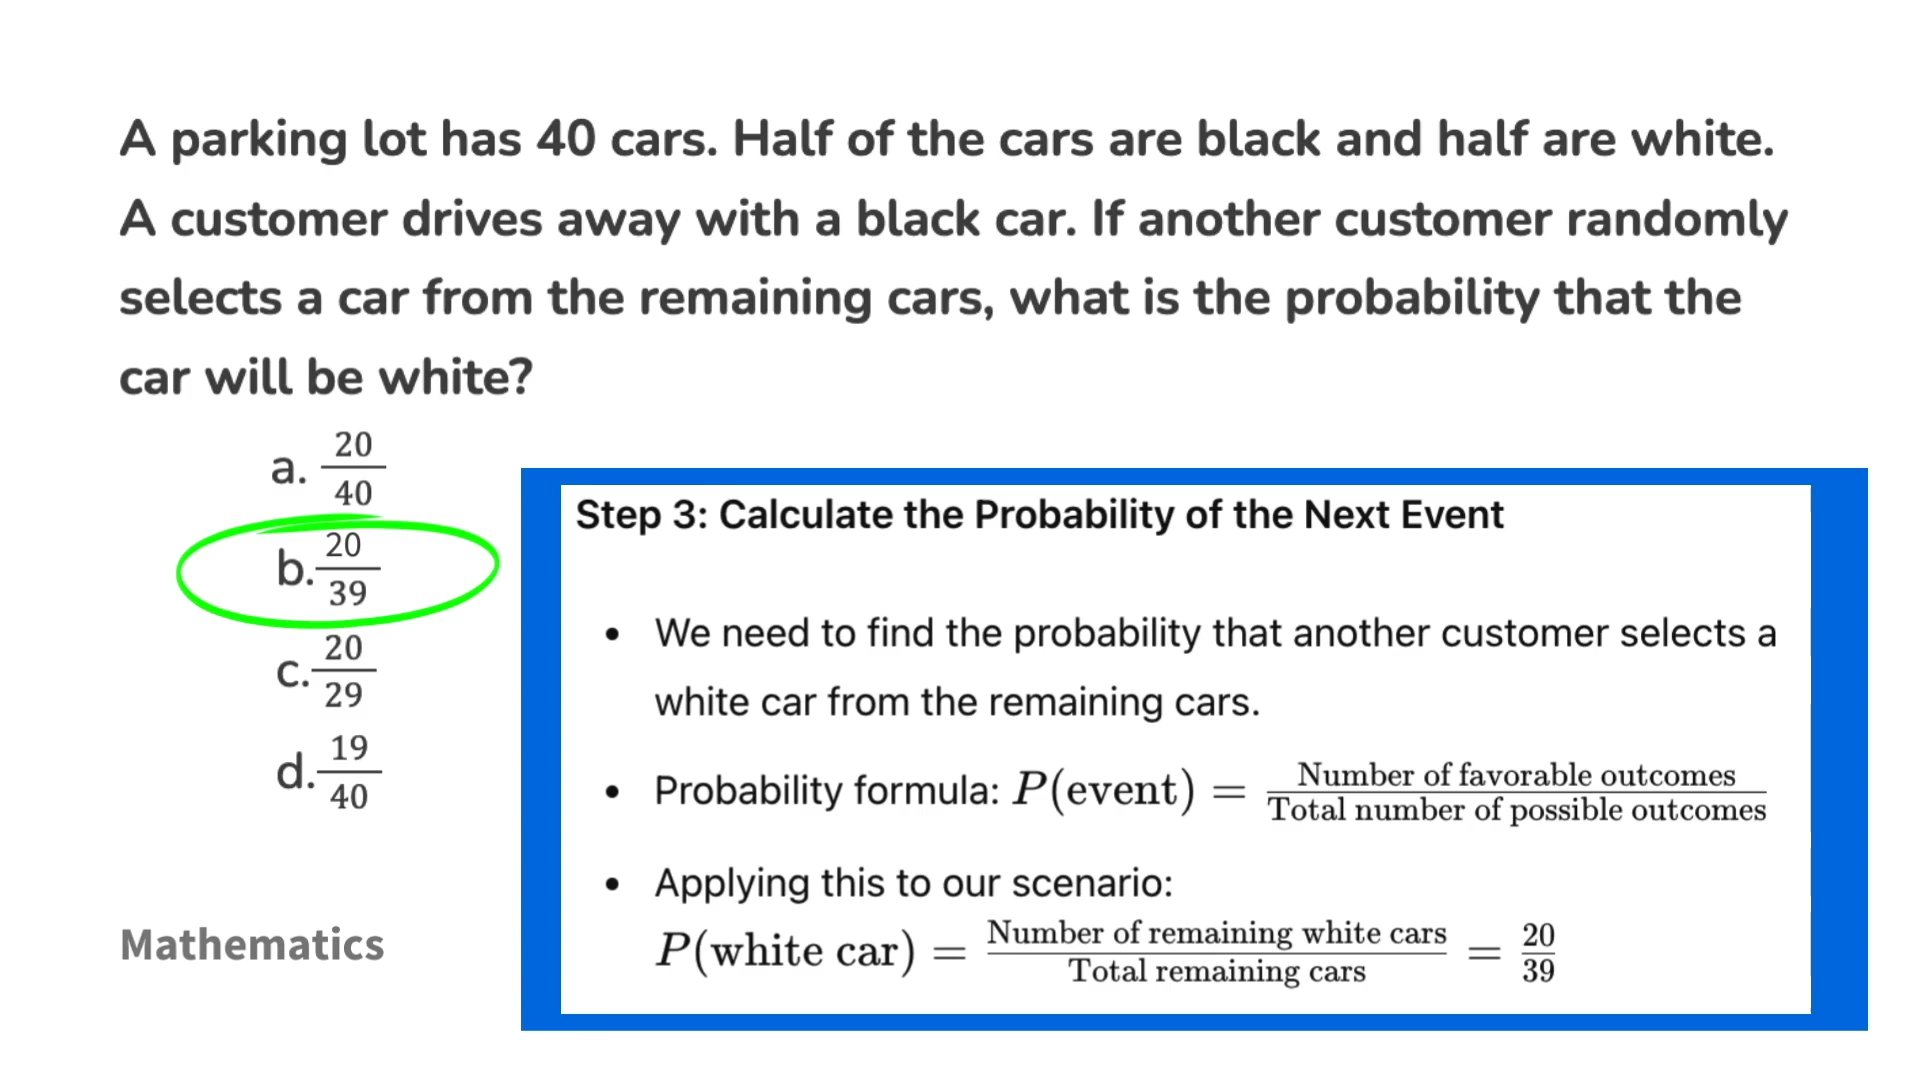 A parking lot has 40 cars. Half of the cars are black and half are white.
A customer drives away with a black car. If another customer randomly
selects a car from the remaining cars, what is the probability that the
car will be white?
a. 20/40
b. 20/39
c. 20/29
d. 19/40
Step 3: Calculate the Probability of the Next Event
• We need to find the probability that another customer selects a
white car from the remaining cars.
• Probability formula: P(event) = Number of favorable outcomes / Total number of possible outcomes
• Applying this to our scenario:
P(white car) = Number of remaining white cars / Total remaining cars = 20/39
Mathematics